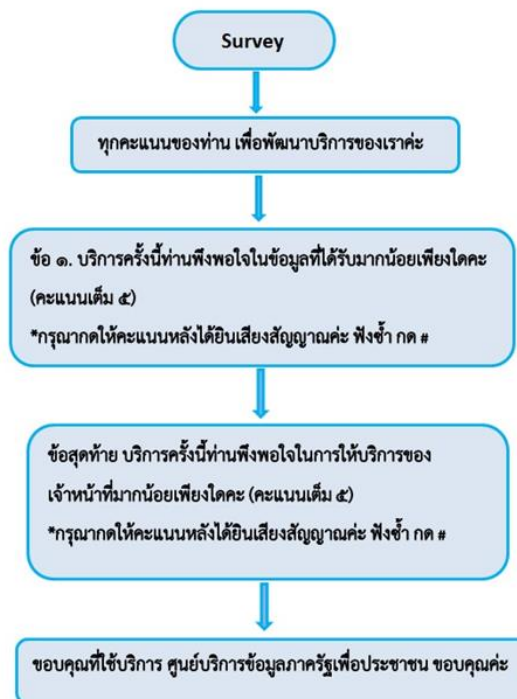 Survey
ทุกคะแนนของท่าน เพื่อพัฒนาบริการของเราค่ะ
ข้อ ๑. บริการครั้งนี้ท่านพึงพอใจในข้อมูลที่ได้รับมากน้อยเพียงใดคะ
(คะแนนเต็ม ๕)
*กรุณากดให้คะแนนหลังได้ยินเสียงสัญญาณค่ะ ฟังซ้ำ กด #
ข้อสุดท้าย บริการครั้งนี้ท่านพึงพอใจในการให้บริการของ
เจ้าหน้าที่มากน้อยเพียงใดคะ (คะแนนเต็ม ๕)
*กรุณากดให้คะแนนหลังได้ยินเสียงสัญญาณค่ะ ฟังซ้ำ กด #
ขอบคุณที่ใช้บริการ ศูนย์บริการข้อมูลภาครัฐเพื่อประชาชน ขอบคุณค่ะ